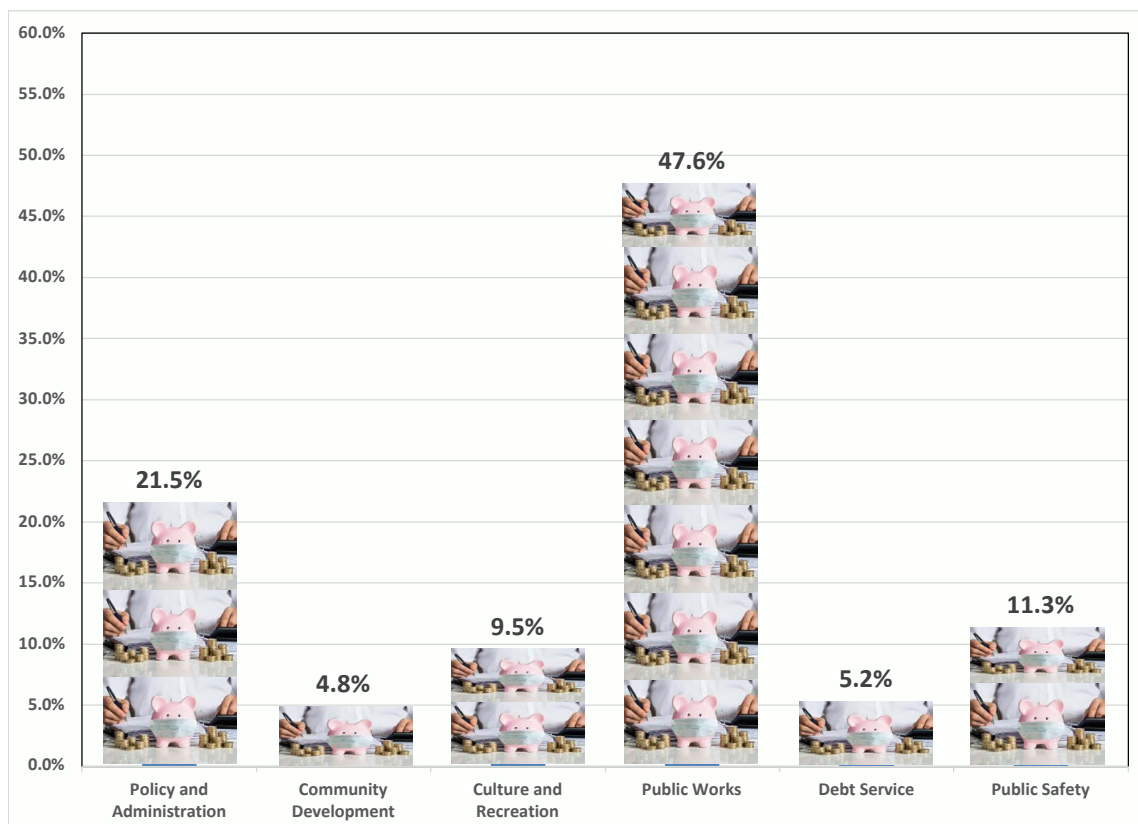 60.0%
55.0%
50.0%
45.0%
40.0%
35.0%
30.0%
25.0%
20.0%
15.0%
10.0%
5.0%
0.0%
21.5%
4.8%
9.5%
47.6%
5.2%
11.3%
Policy and
Administration
Community
Development
Culture and
Recreation
Public Works
Debt Service
Public Safety